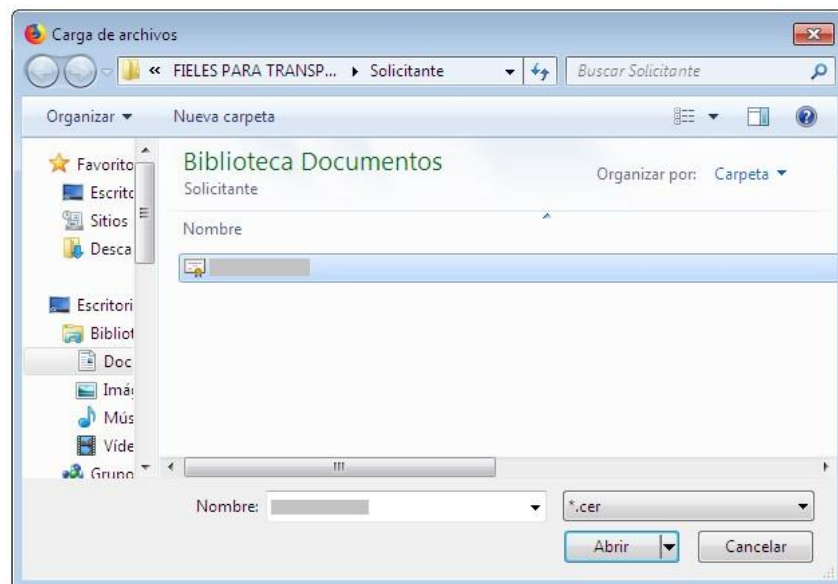 Carga de archivos
« FIELES PARA TRANSP... Solicitante
Buscar Solicitante
Organizar
Nueva carpeta
Favorito
Escrito
Sitios
Desca
Escritori
Bibliot
Doc
Imá
Mús
Víde
Grupo
Biblioteca Documentos
Solicitante
Organizar por: Carpeta
Nombre
Nombre:
*.cer
Abrir
Cancelar